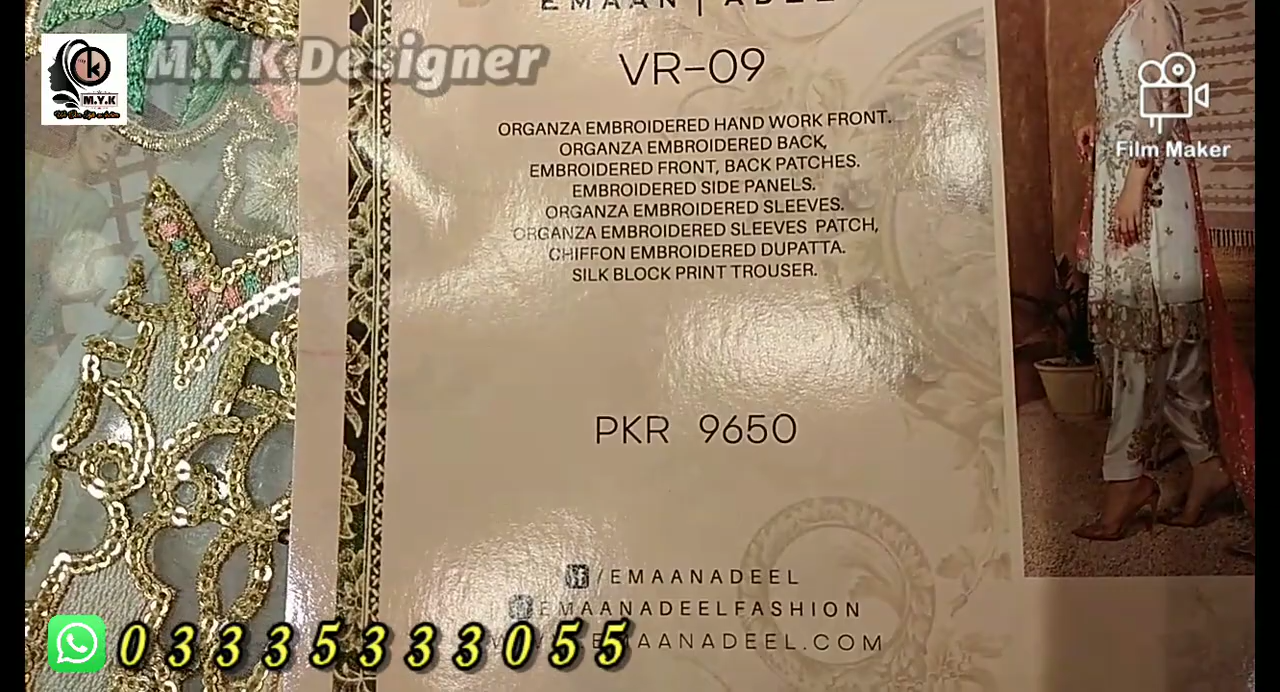 EMAAN | ADEEL
M.Y.K Designer
M.Y.K
VR-09
Film Maker
ORGANZA EMBROIDERED HAND WORK FRONT.
ORGANZA EMBROIDERED BACK,
EMBROIDERED FRONT, BACK PATCHES.
EMBROIDERED SIDE PANELS.
ORGANZA EMBROIDERED SLEEVES.
ORGANZA EMBROIDERED SLEEVES PATCH,
CHIFFON EMBROIDERED DUPATTA.
SILK BLOCK PRINT TROUSER.
PKR 9650
/EMAANADEEL
EMAANADEELFASHION
EMAANADEEL.COM
03335333055